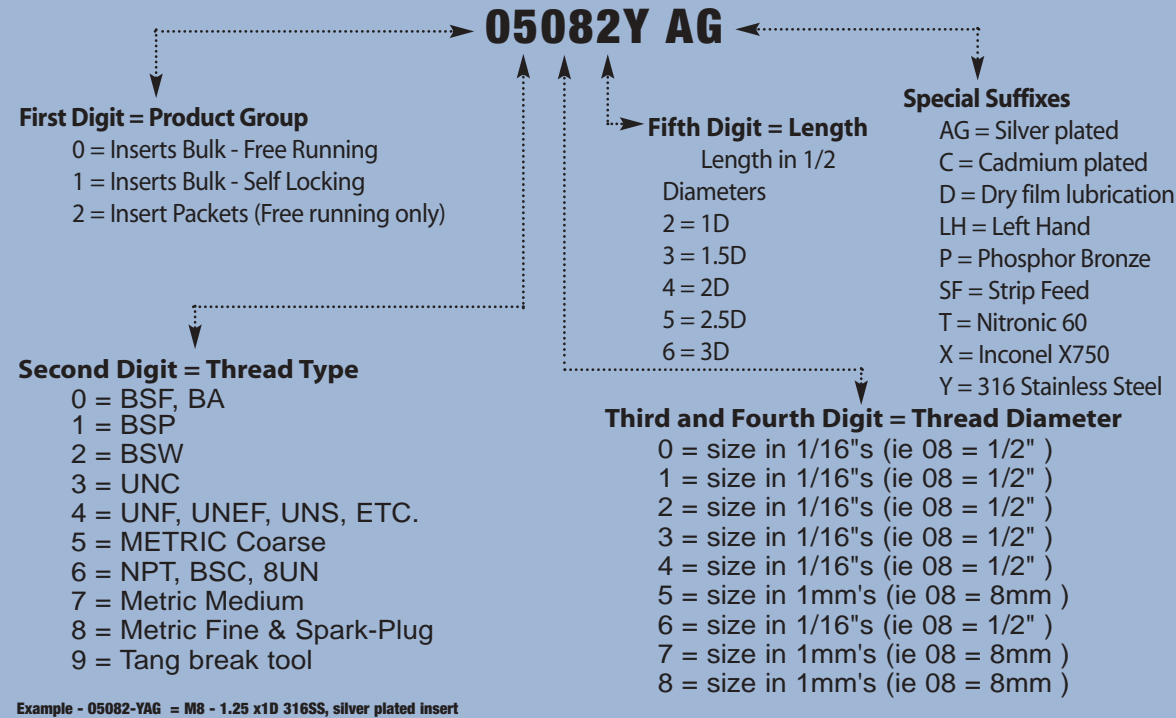 05082Y AG
First Digit = Product Group
0 = Inserts Bulk - Free Running
1 = Inserts Bulk - Self Locking
2 = Insert Packets (Free running only)
Second Digit = Thread Type
0 = BSF, BA
1 = BSP
2 = BSW
3 = UNC
4 = UNF, UNEF, UNS, ETC.
5 = METRIC Coarse
6 = NPT, BSC, 8UN
7 = Metric Medium
8 = Metric Fine & Spark-Plug
9 = Tang break tool
Fifth Digit = Length
Length in 1/2
Diameters
2 = 1D
3 = 1.5D
4 = 2D
5 = 2.5D
6 = 3D
Special Suffixes
AG = Silver plated
C = Cadmium plated
D = Dry film lubrication
LH = Left Hand
P = Phosphor Bronze
SF = Strip Feed
T = Nitronic 60
X = Inconel X750
Y = 316 Stainless Steel
Third and Fourth Digit = Thread Diameter
0 = size in 1/16"s (ie 08 = 1/2" )
1 = size in 1/16"s (ie 08 = 1/2" )
2 = size in 1/16"s (ie 08 = 1/2" )
3 = size in 1/16"s (ie 08 = 1/2" )
4 = size in 1/16"s (ie 08 = 1/2" )
5 = size in 1mm's (ie 08 = 8mm )
6 = size in 1/16"s (ie 08 = 1/2" )
7 = size in 1mm's (ie 08 = 8mm )
8 = size in 1mm's (ie 08 = 8mm )
Example - 05082-YAG = M8 - 1.25 x1D 316SS, silver plated insert